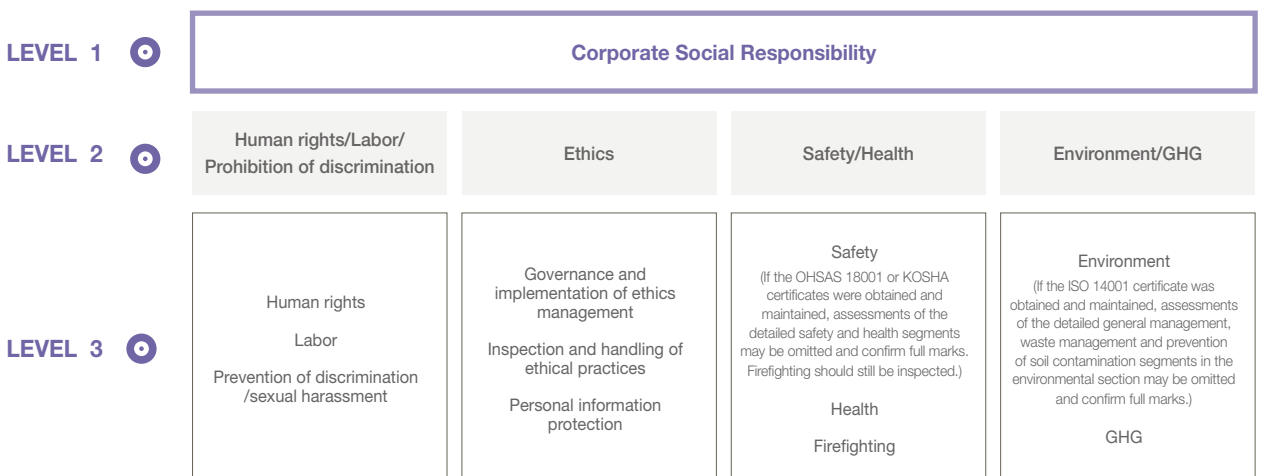 LEVEL 1
Corporate Social Responsibility
LEVEL 2
Human rights/Labor/
Prohibition of discrimination
Ethics
Safety/Health
Environment/GHG
LEVEL 3
Human rights
Labor
Prevention of discrimination
/sexual harassment
Governance and
implementation of ethics
management
Inspection and handling of
ethical practices
Personal information
protection
Safety
(If the OHSAS 18001 or KOSHA
certificates were obtained and
maintained, assessments of the
detailed safety and health segments
may be omitted and confirm full marks.
Firefighting should still be inspected.)
Health
Firefighting
Environment
(If the ISO 14001 certificate was
obtained and maintained, assessments
of the detailed general management,
waste management and prevention
of soil contamination segments in the
environmental section may be omitted
and confirm full marks.)
GHG